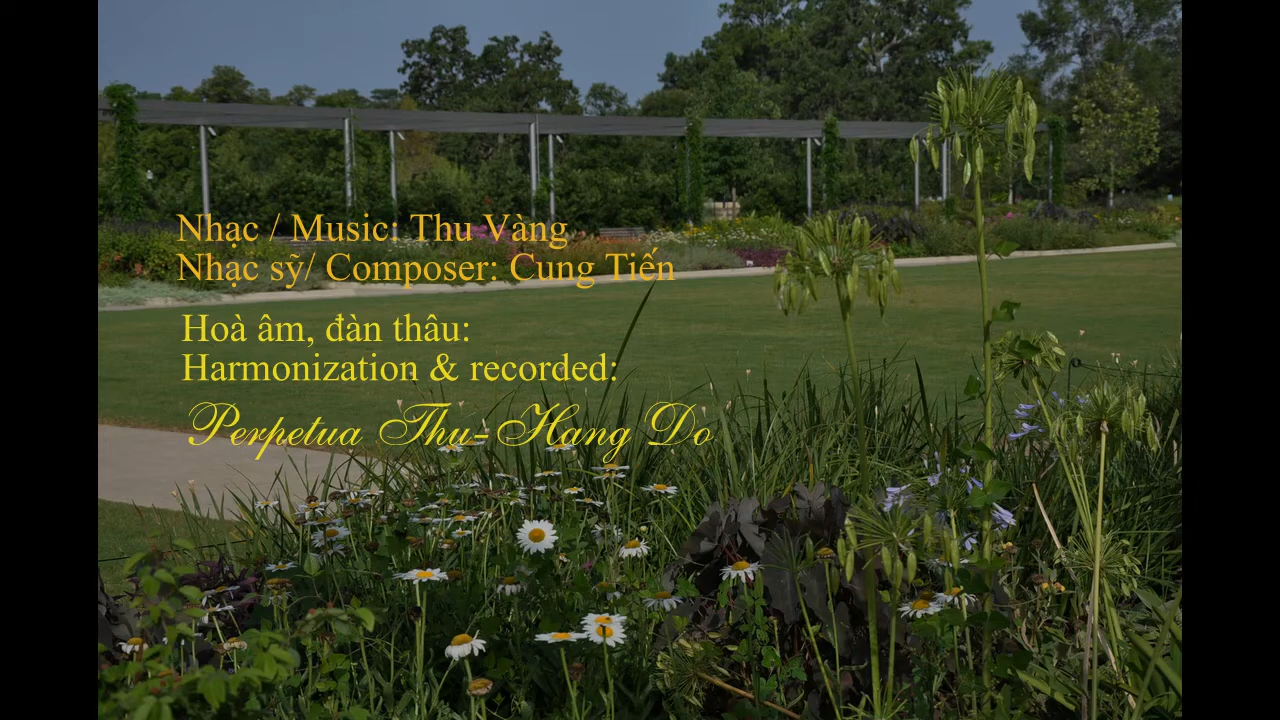 Nhạc / Music: Thu Vàng
Nhạc sỹ/ Composer: Cung Tiến
Hoà âm, đàn thâu:
Harmonization & recorded:
Perpetua Thu-Hang Do